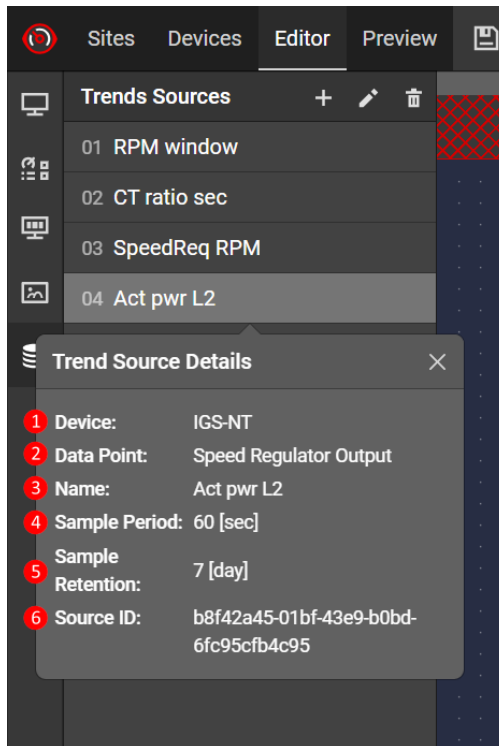 Sites Devices Editor Preview
Trends Sources
01 RPM window
02 CT ratio sec
03 SpeedReq RPM
04 Act pwr L2
Trend Source Details
1 Device: IGS-NT
2 Data Point: Speed Regulator Output
3 Name: Act pwr L2
4 Sample Period: 60 [sec]
5 Sample Retention: 7 [day]
6 Source ID: b8f42a45-01bf-43e9-b0bd-
6fc95cfb4c95